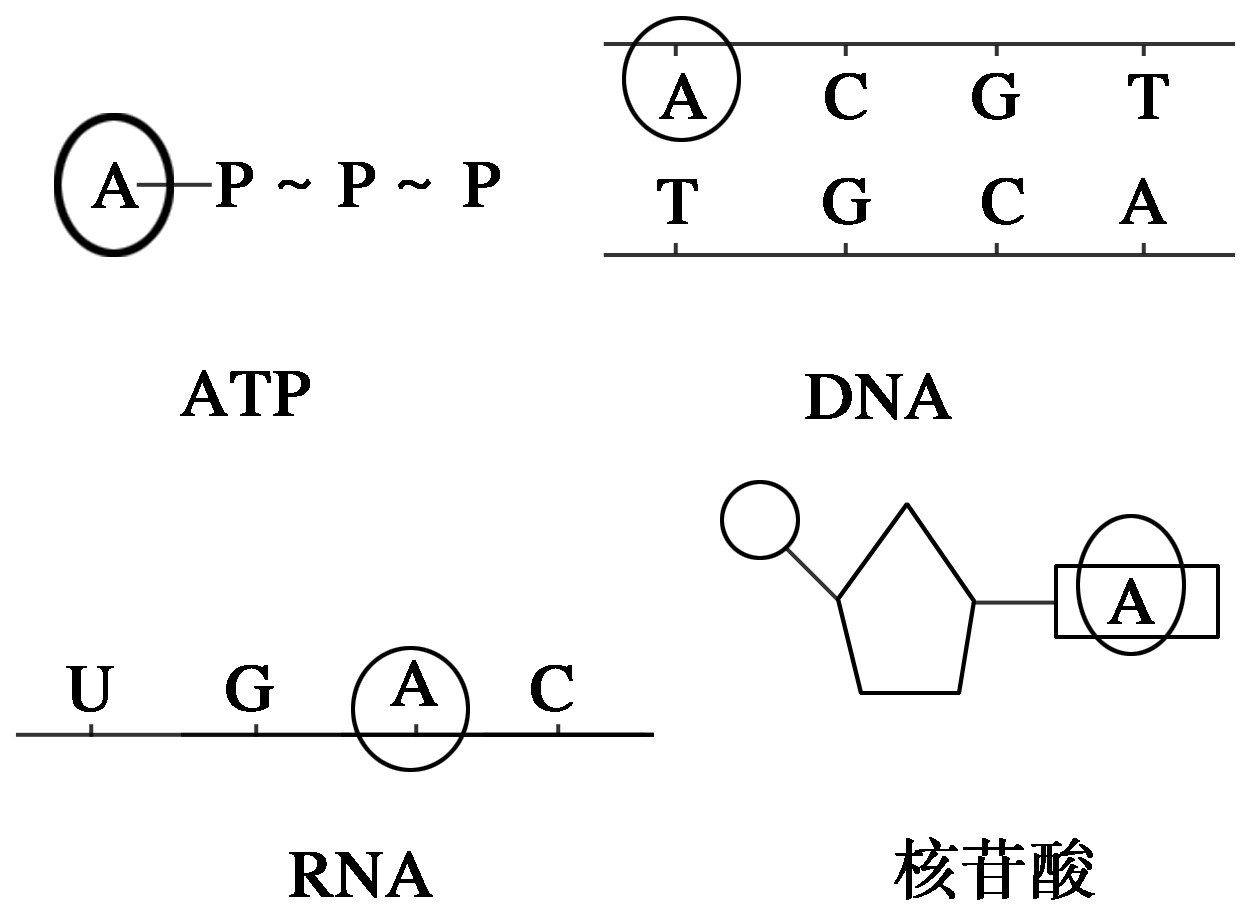 A—P ~ P ~ P
ATP
A C G T
T G C A
DNA
U G A C
RNA
A
核苷酸